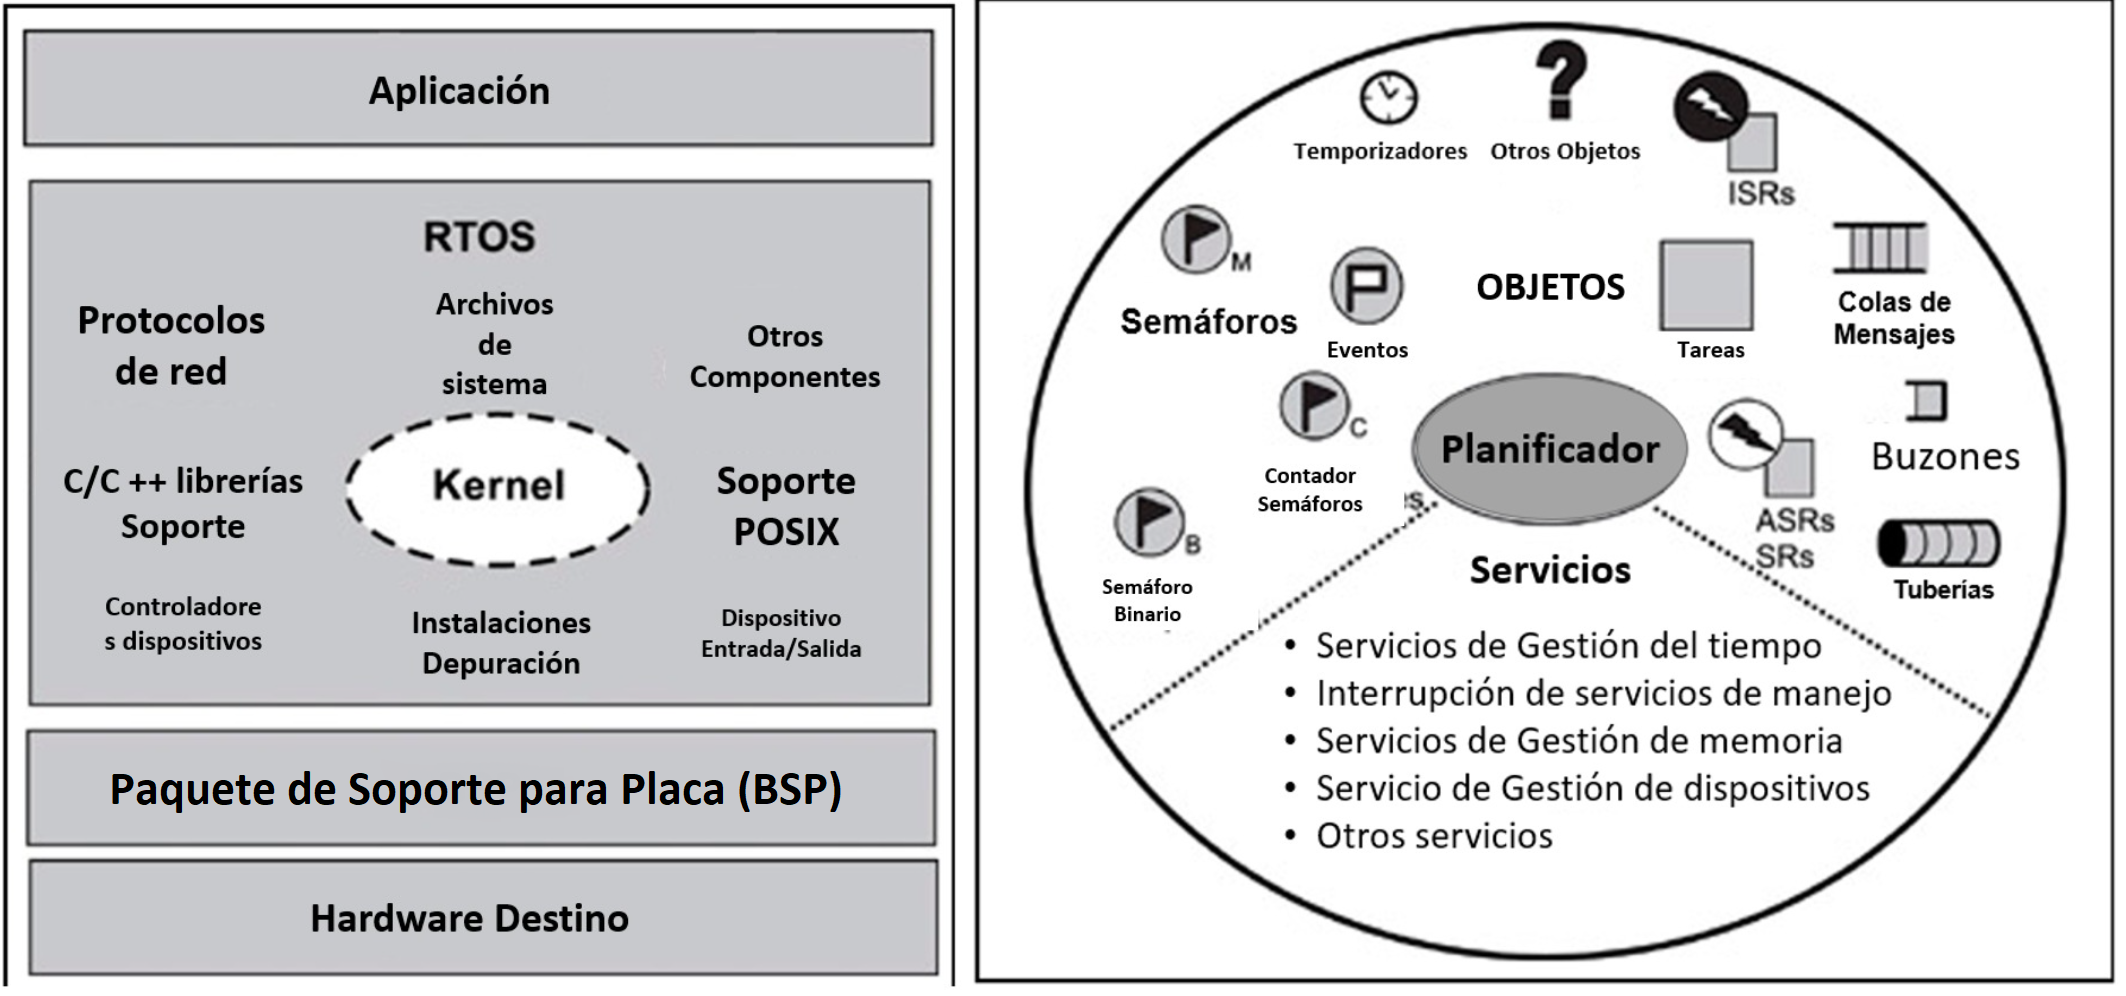 Aplicación
RTOS
Protocolos
de red
Archivos
de
sistema
Otros
Componentes
C/C ++ librerías
Soporte
Kernel
Soporte
POSIX
Controladore
s dispositivos
Instalaciones
Depuración
Dispositivo
Entrada/Salida
Paquete de Soporte para Placa (BSP)
Hardware Destino
Temporizadores
Otros Objetos
ISRs
M
Semáforos
Eventos
OBJETOS
Tareas
Colas de
Mensajes
C
Contador
Semáforos
Planificador
Buzones
B
Semáforo
Binario
s.
ASRs
SRs
Tuberías
Servicios
• Servicios de Gestión del tiempo
• Interrupción de servicios de manejo
• Servicios de Gestión de memoria
• Servicio de Gestión de dispositivos
• Otros servicios